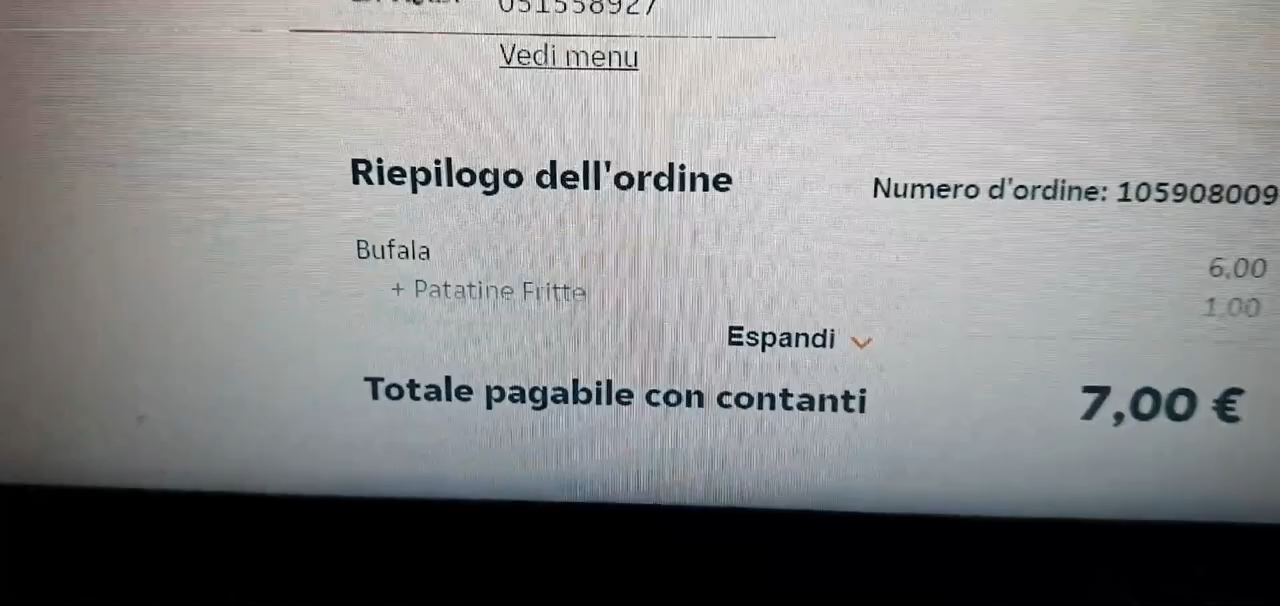 051558927
Vedi menu
Riepilogo dell'ordine
Numero d'ordine: 105908009
Bufala
6,00
+ Patatine Fritte
1,00
Espandi
Totale pagabile con contanti
7,00 €